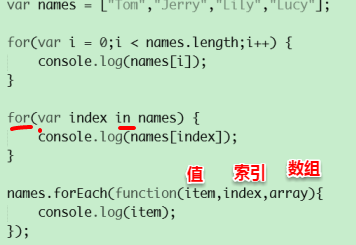 var names = ["Tom","Jerry","Lily","Lucy"];
for(var i = 0;i < names.length;i++) {
console.log(names[i]);
}
for(var index in names) {
console.log(names[index]);
}
值 索引 数组
names.forEach(function(item,index,array){
console.log(item);
});